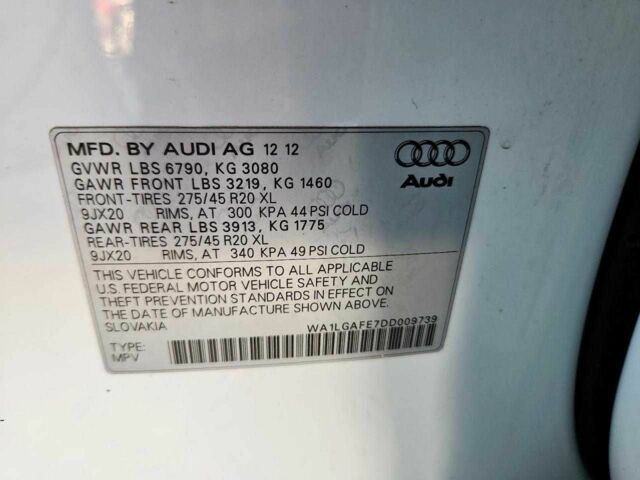 MFD. BY AUDI AG 12 12
GVWR LBS 6790, KG 3080
GAWR FRONT LBS 3219, KG 1460
FRONT-TIRES 275/45 R20 XL
9JX20 RIMS, AT 300 KPA 44 PSI COLD
GAWR REAR LBS 3913, KG 1775
REAR-TIRES 275/45 R20 XL
9JX20 RIMS, AT 340 KPA 49 PSI COLD
Audi
THIS VEHICLE CONFORMS TO ALL APPLICABLE
U.S. FEDERAL MOTOR VEHICLE SAFETY AND
THEFT PREVENTION STANDARDS IN EFFECT ON
THE DATE OF MANUFACTURE SHOWN ABOVE.
SLOVAKIA
WA1LGAFE7DD009739
TYPE:
MPV